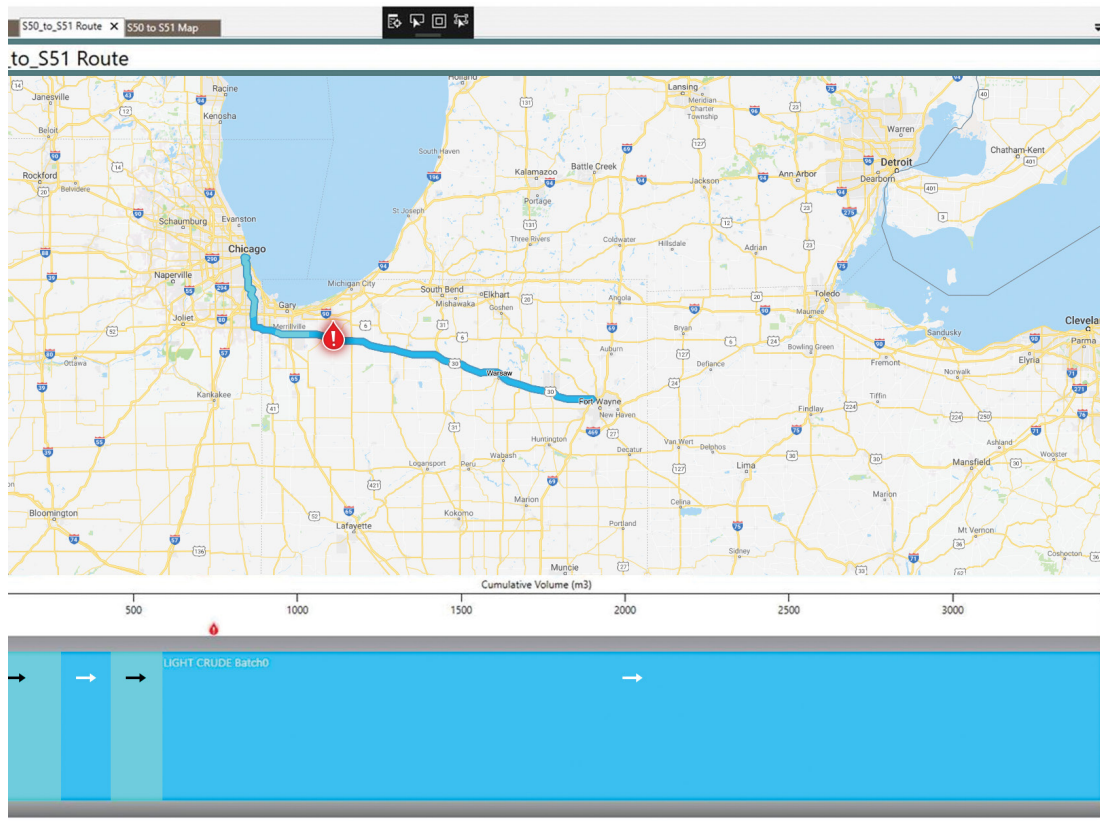 S50_to_S51 Route
S50 to S51 Map
_to_S51 Route
Holland
Lansing
Meridian
Charter
Township
Janesville
Racine
Kenosha
Beloit
Warren
Chatham-Kent
Detroit
Dearborn
South Haven
Kalamazoo
Battle Creek
Jackson
Ann Arbor
Rockford
Belvidere
Portage
Schaumburg
Evanston
St Joseph
Three Rivers
Coldwater
Hillsdale
Adrian
Chicago
Naperville
Michigan City
South Bend
Mishawaka
Elkhart
Goshen
Angola
Toledo
Maumee
Joliet
Gary
Merrillville
Bryan
Bowling Green
Sandusky
Clevela
Parma
Elyria
Ottawa
Auburn
Defiance
Fremont
Norwalk
Warsaw
Kankakee
Fort Wayne
New Haven
Findlay
Tiffin
Huntington
Decatur
Van Wert
Delphos
Ashland
Wooster
Logansport
Peru
Wabash
Lima
Mansfield
Marion
Marion
Bloomington
Lafayette
Kokomo
Portland
Celina
Sidney
Mt Vernon
Coshocton
Muncie
Cumulative Volume (m3)
500 1000 1500 2000 2500 3000
LIGHT CRUDE Batch0